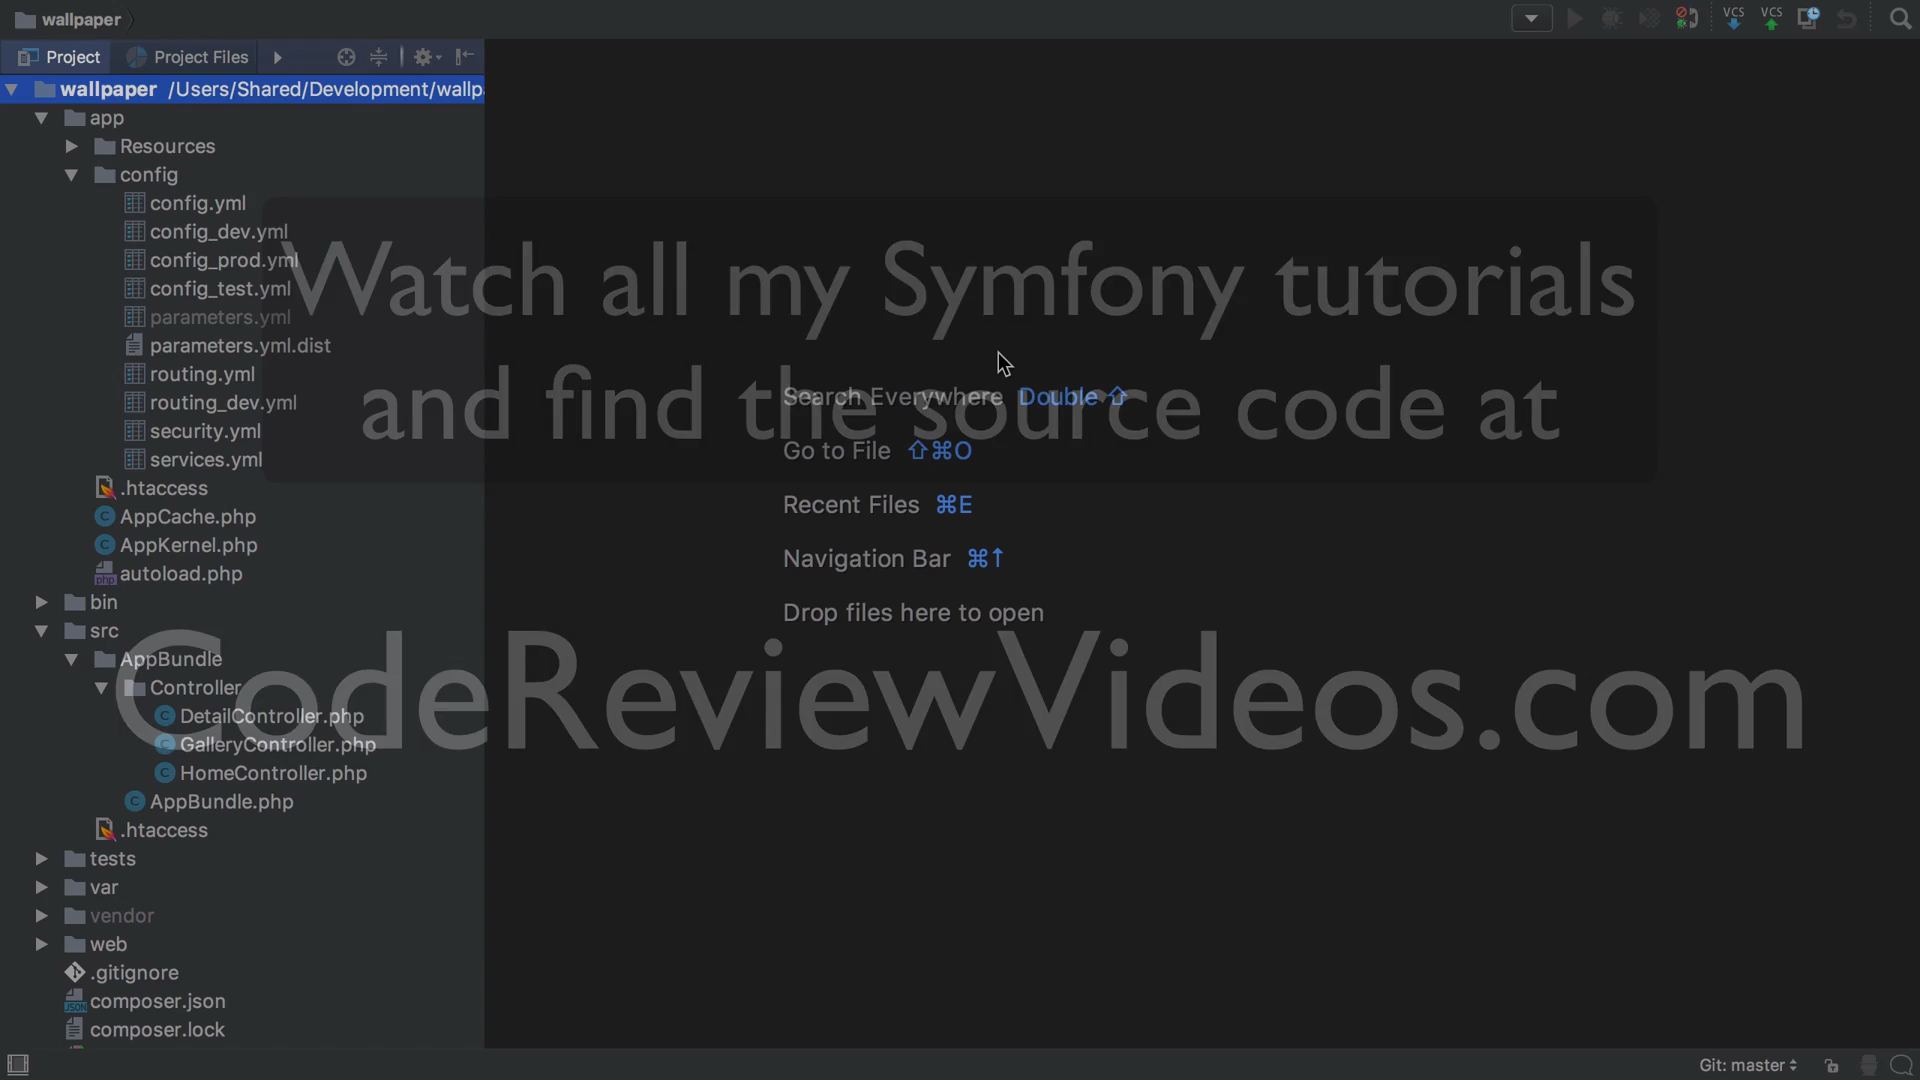 wallpaper
VCS VCS
Project Project Files
wallpaper /Users/Shared/Development/wallp
app
Resources
config
config.yml
config_dev.yml
config_prod.yml
config_test.yml
parameters.yml
parameters.yml.dist
routing.yml
routing_dev.yml
security.yml
services.yml
.htaccess
AppCache.php
AppKernel.php
autoload.php
bin
src
AppBundle
Controller
DetailController.php
GalleryController.php
HomeController.php
AppBundle.php
.htaccess
tests
var
vendor
web
.gitignore
composer.json
composer.lock
Watch all my Symfony tutorials
and find the source code at
CodeReviewVideos.com
Search Everywhere Double ⇧
Go to File ⇧⌘O
Recent Files ⌘E
Navigation Bar ⌘↑
Drop files here to open
Git: master